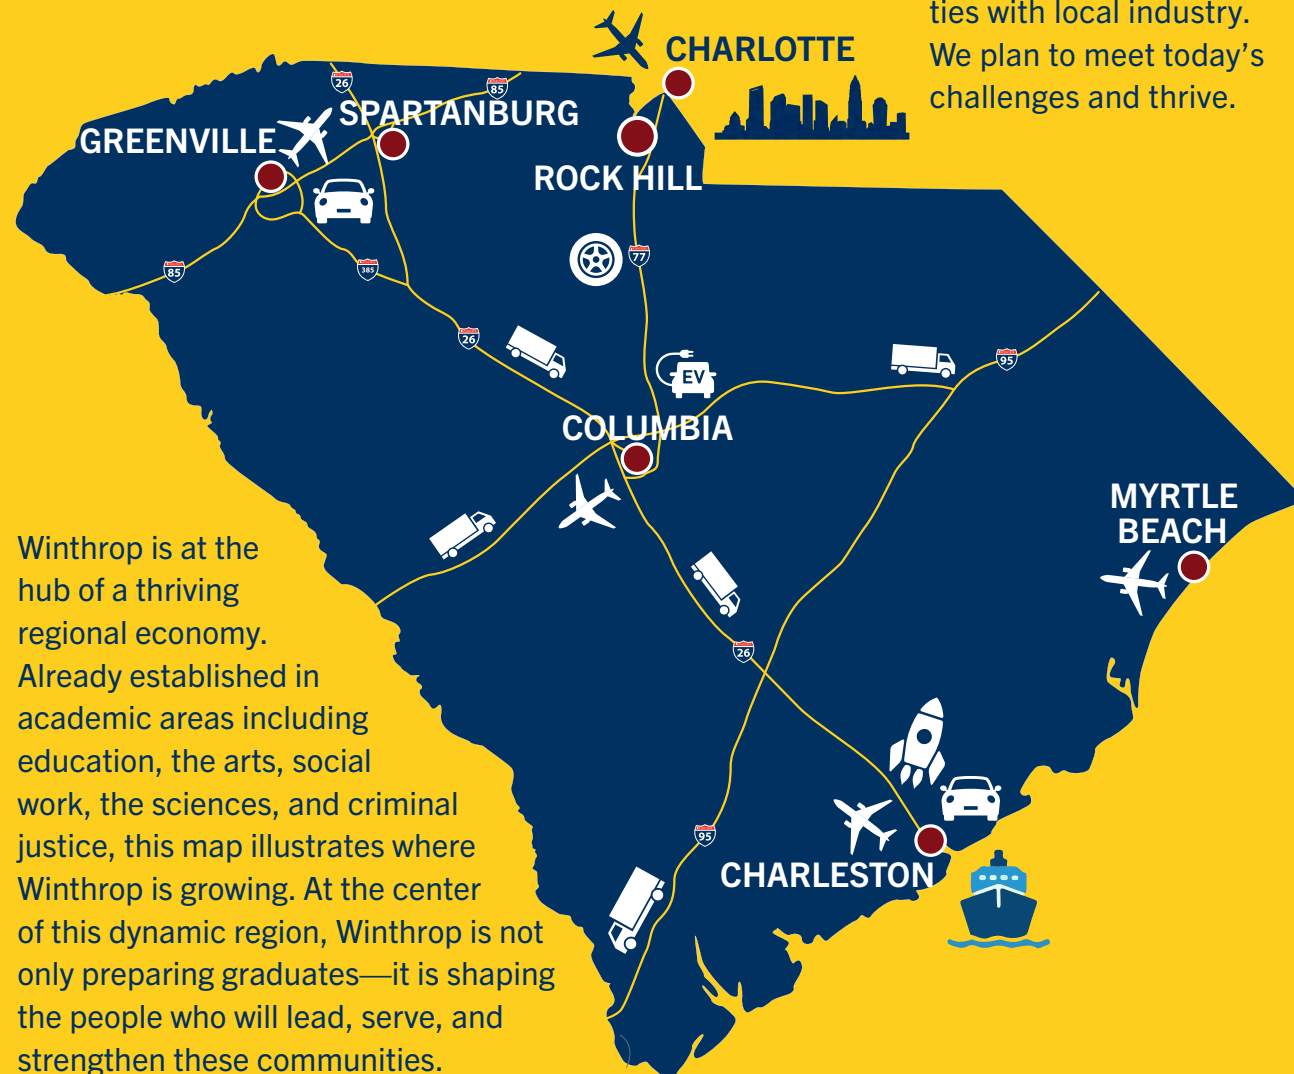 ties with local industry.
We plan to meet today's
challenges and thrive.
CHARLOTTE
26
85
SPARTANBURG
GREENVILLE
ROCK HILL
77
85
385
26
EV
95
COLUMBIA
MYRTLE
BEACH
26
95
CHARLESTON
Winthrop is at the
hub of a thriving
regional economy.
Already established in
academic areas including
education, the arts, social
work, the sciences, and criminal
justice, this map illustrates where
Winthrop is growing. At the center
of this dynamic region, Winthrop is not
only preparing graduates—it is shaping
the people who will lead, serve, and
strengthen these communities.